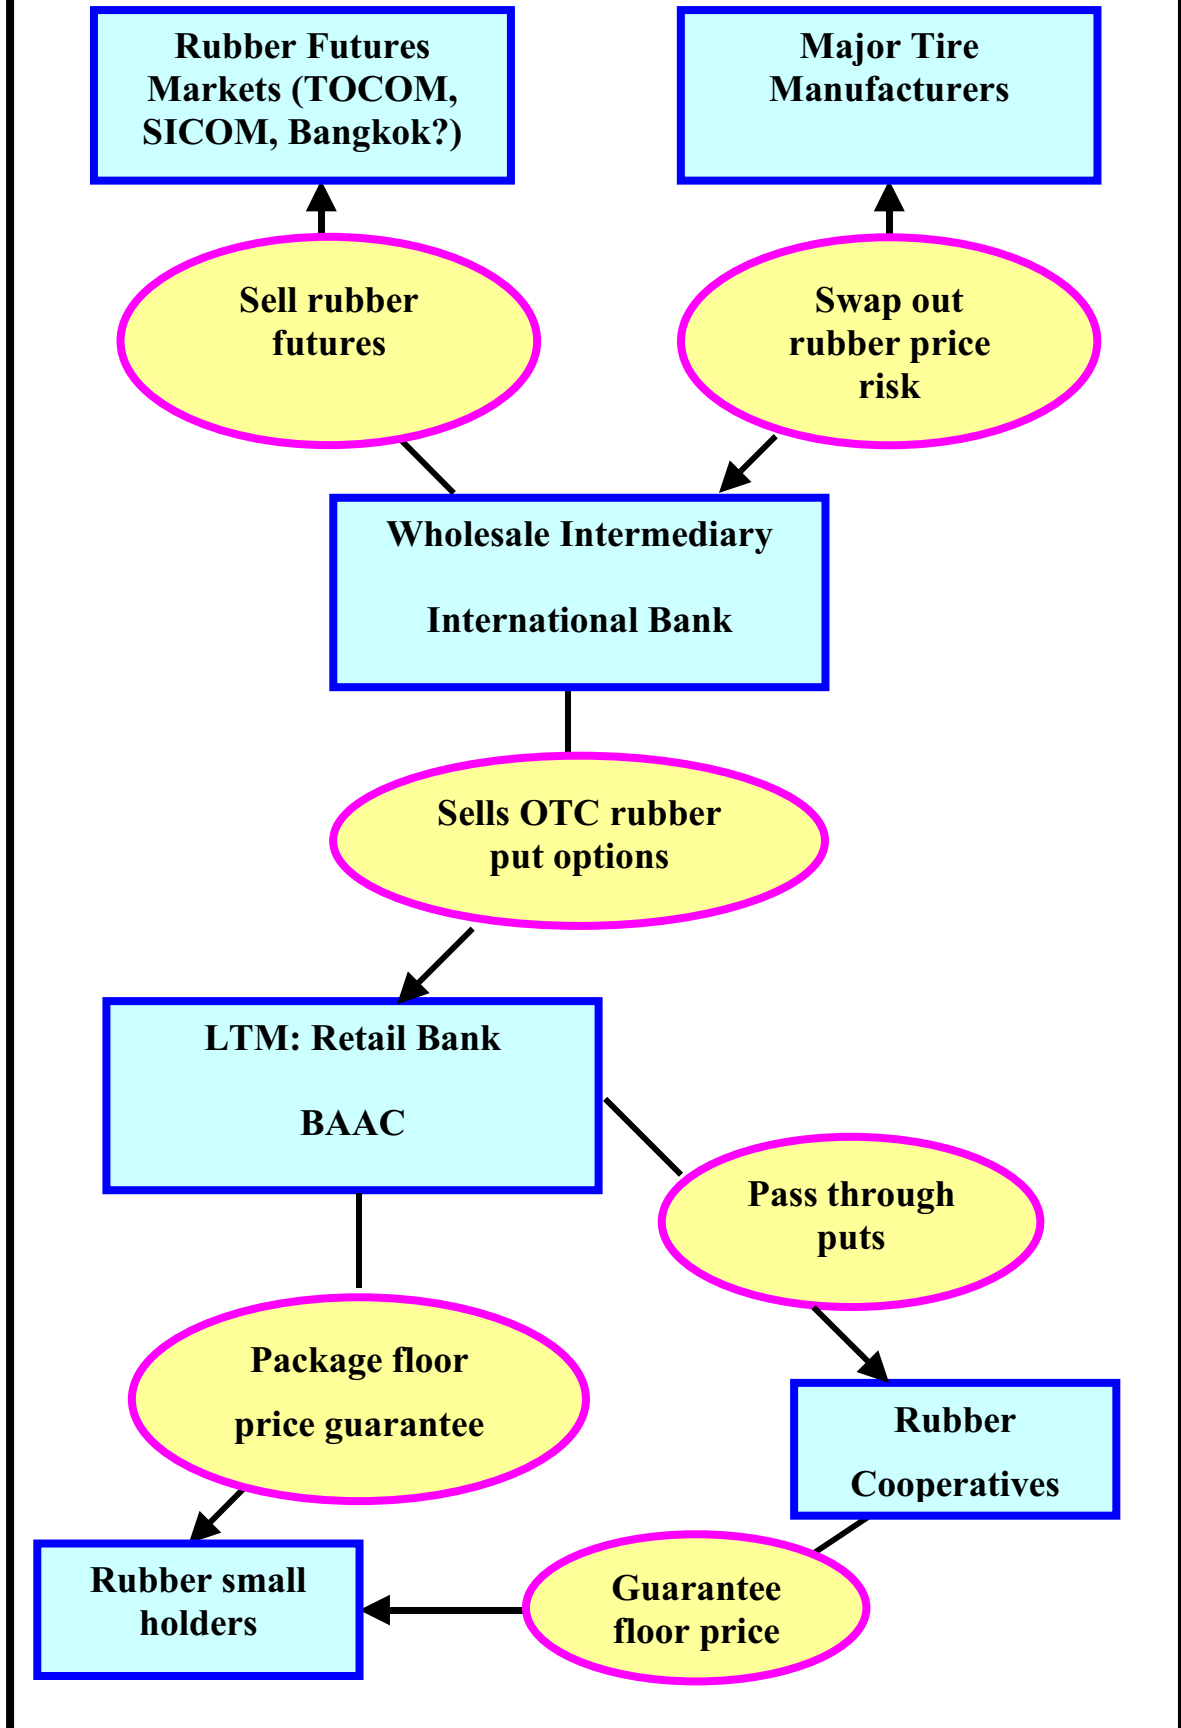 Rubber Futures
Markets (TOCOM,
SICOM, Bangkok?)
Major Tire
Manufacturers
Sell rubber
futures
Swap out
rubber price
risk
Wholesale Intermediary
International Bank
Sells OTC rubber
put options
LTM: Retail Bank
BAAC
Pass through
puts
Package floor
price guarantee
Rubber
Cooperatives
Rubber small
holders
Guarantee
floor price